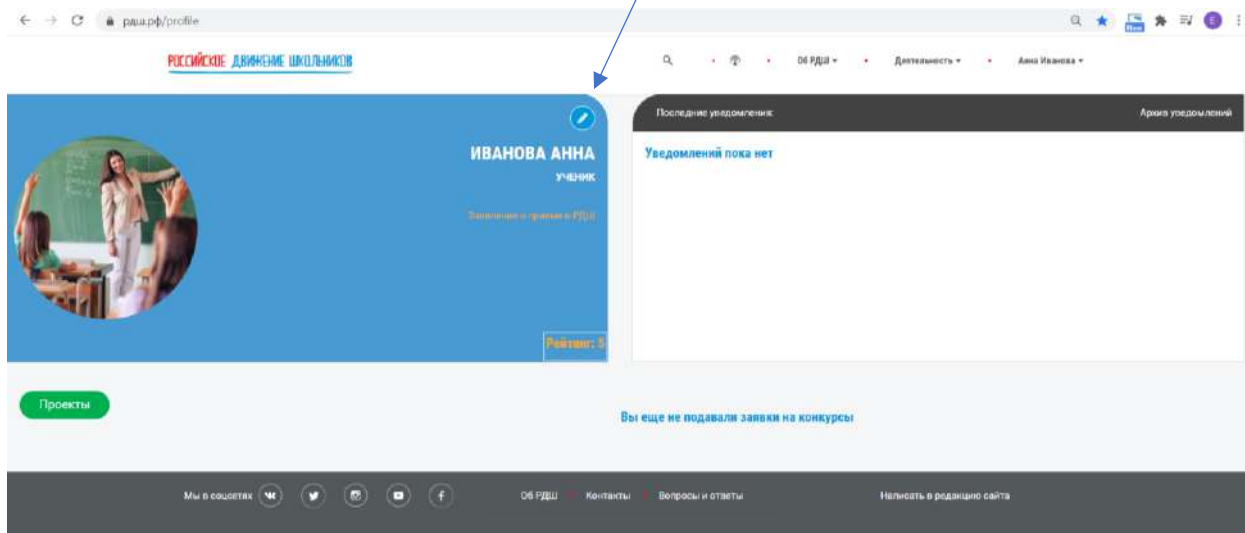 рдш.рф/profile
РОССИЙСКОЕ ДВИЖЕНИЕ ШКОЛЬНИКОВ
Об РДШ Деятельность Анна Иванова
Последние уведомления: Архив уведомлений
ИВАНОВА АННА
УЧЕНИК
Заявление о приеме в РДШ
Уведомлений пока нет
Рейтинг: 5
Проекты
Вы еще не подавали заявки на конкурсы
Мы в соцсетях Об РДШ Контакты Вопросы и ответы Написать в редакцию сайта